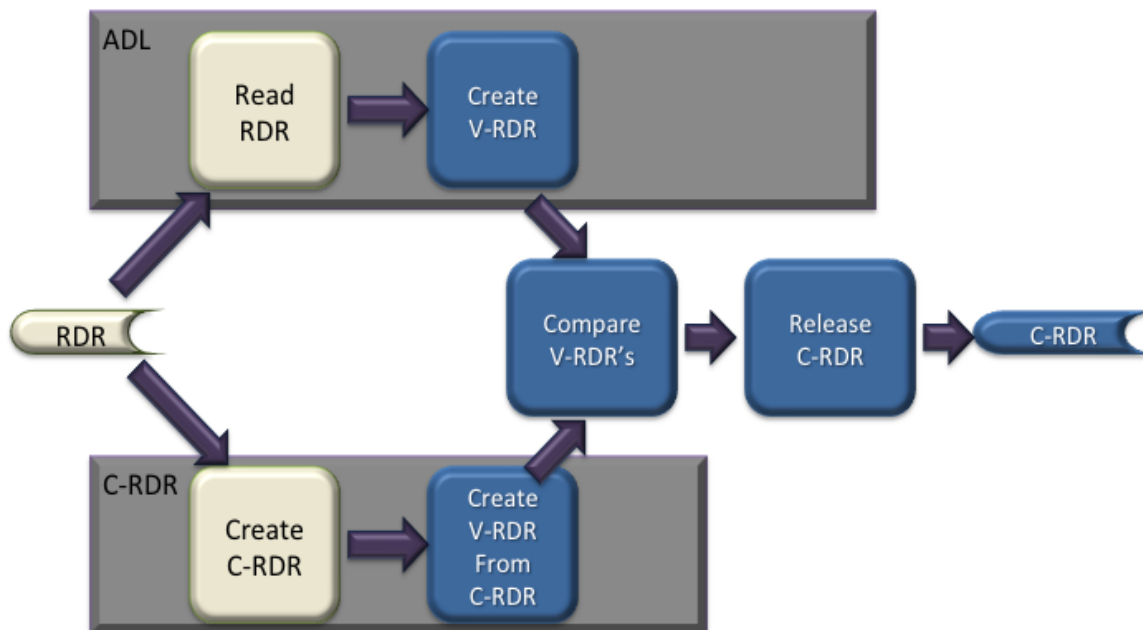 ADL
Read
RDR
Create
V-RDR
RDR
Compare
V-RDR’s
Release
C-RDR
C-RDR
C-RDR
Create
C-RDR
Create
V-RDR
From
C-RDR